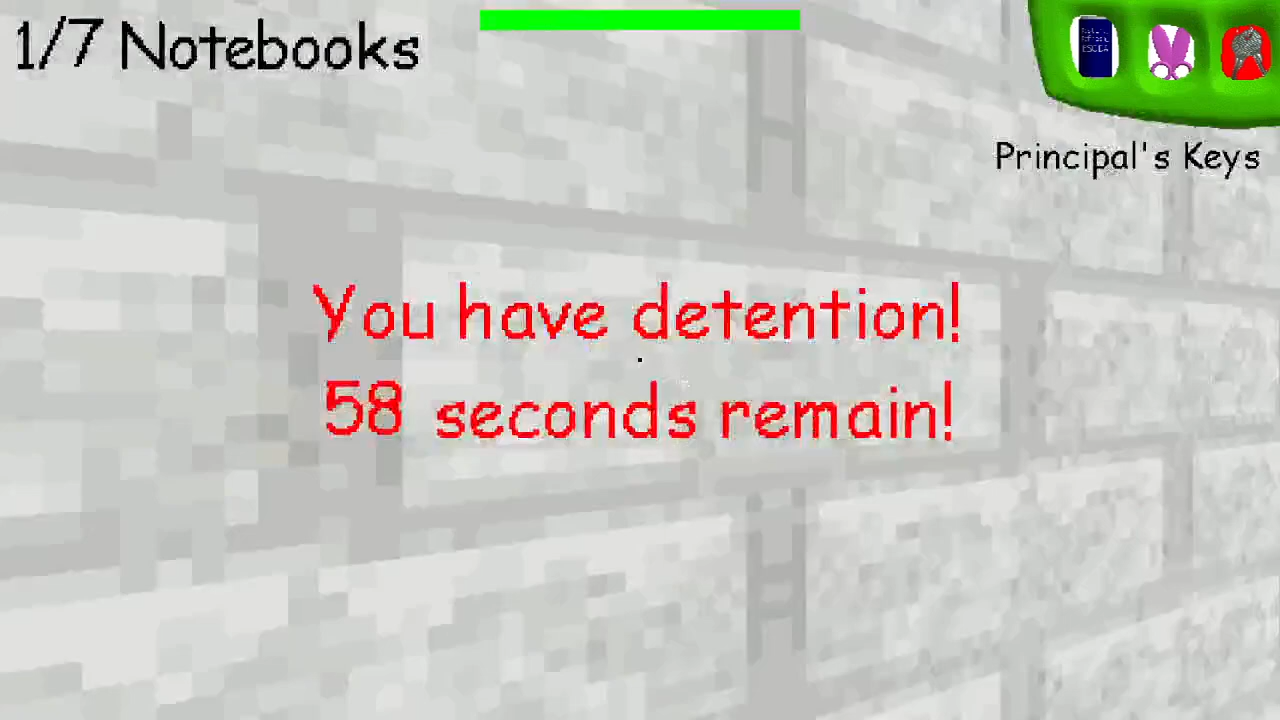 1/7 Notebooks
Principal's Keys
You have detention!
58 seconds remain!